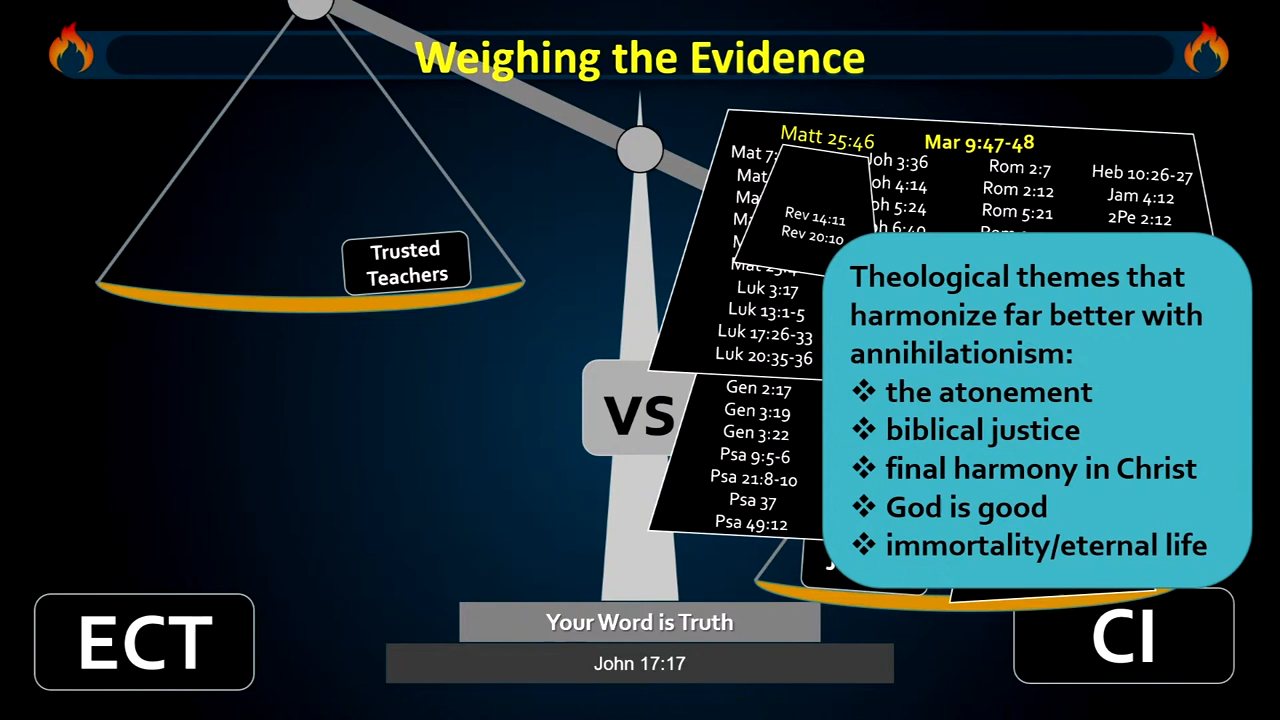 Weighing the Evidence
Trusted
Teachers
Matt 25:46
Mar 9:47-48
Mat 7:
Mat
Rev 14:11
Rev 20:10
Luk 3:17
Luk 13:1-5
Luk 17:26-33
Luk 20:35-36
Joh 3:36
oh 4:14
oh 5:24
Rom 2:7
Rom 2:12
Rom 5:21
Heb 10:26-27
Jam 4:12
2Pe 2:12
Gen 2:17
Gen 3:19
Gen 3:22
Psa 9:5-6
Psa 21:8-10
Psa 37
Psa 49:12
Theological themes that
harmonize far better with
annihilationism:
❖ the atonement
❖ biblical justice
❖ final harmony in Christ
❖ God is good
❖ immortality/eternal life
VS
ECT
CI
Your Word is Truth
John 17:17